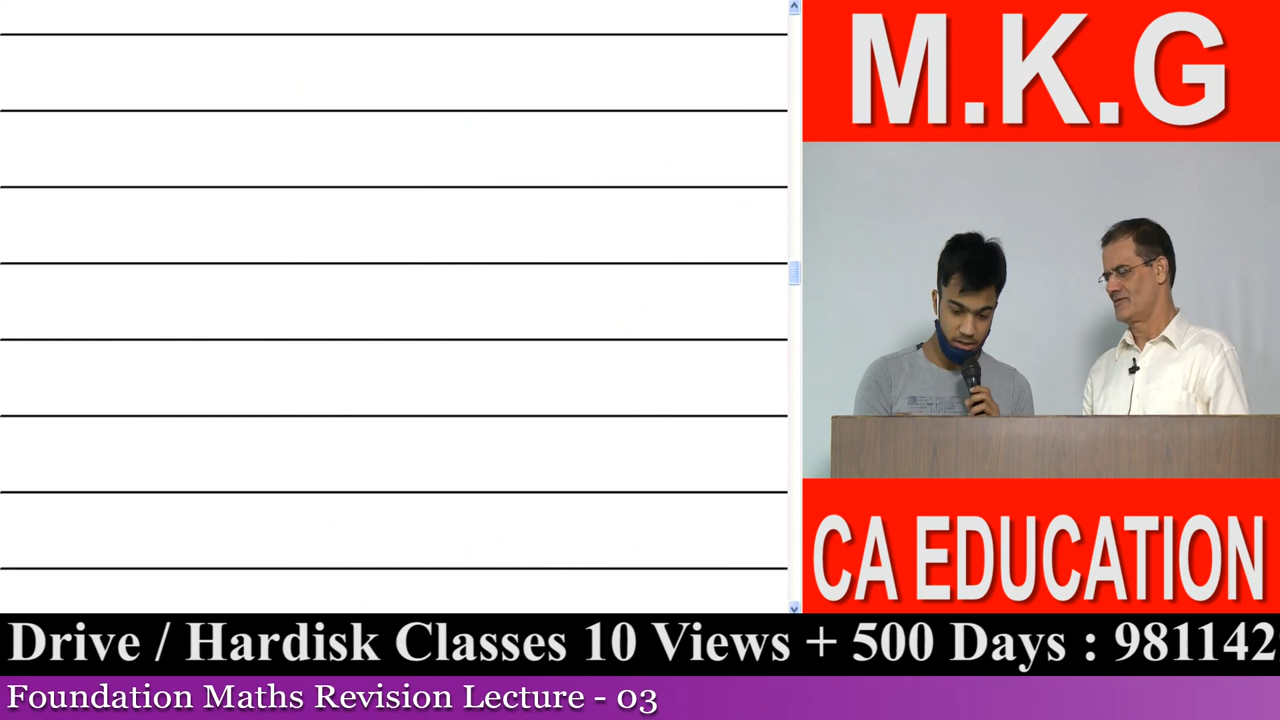 M.K.G
CA EDUCATION
Drive / Hardisk Classes 10 Views + 500 Days : 981142
Foundation Maths Revision Lecture - 03